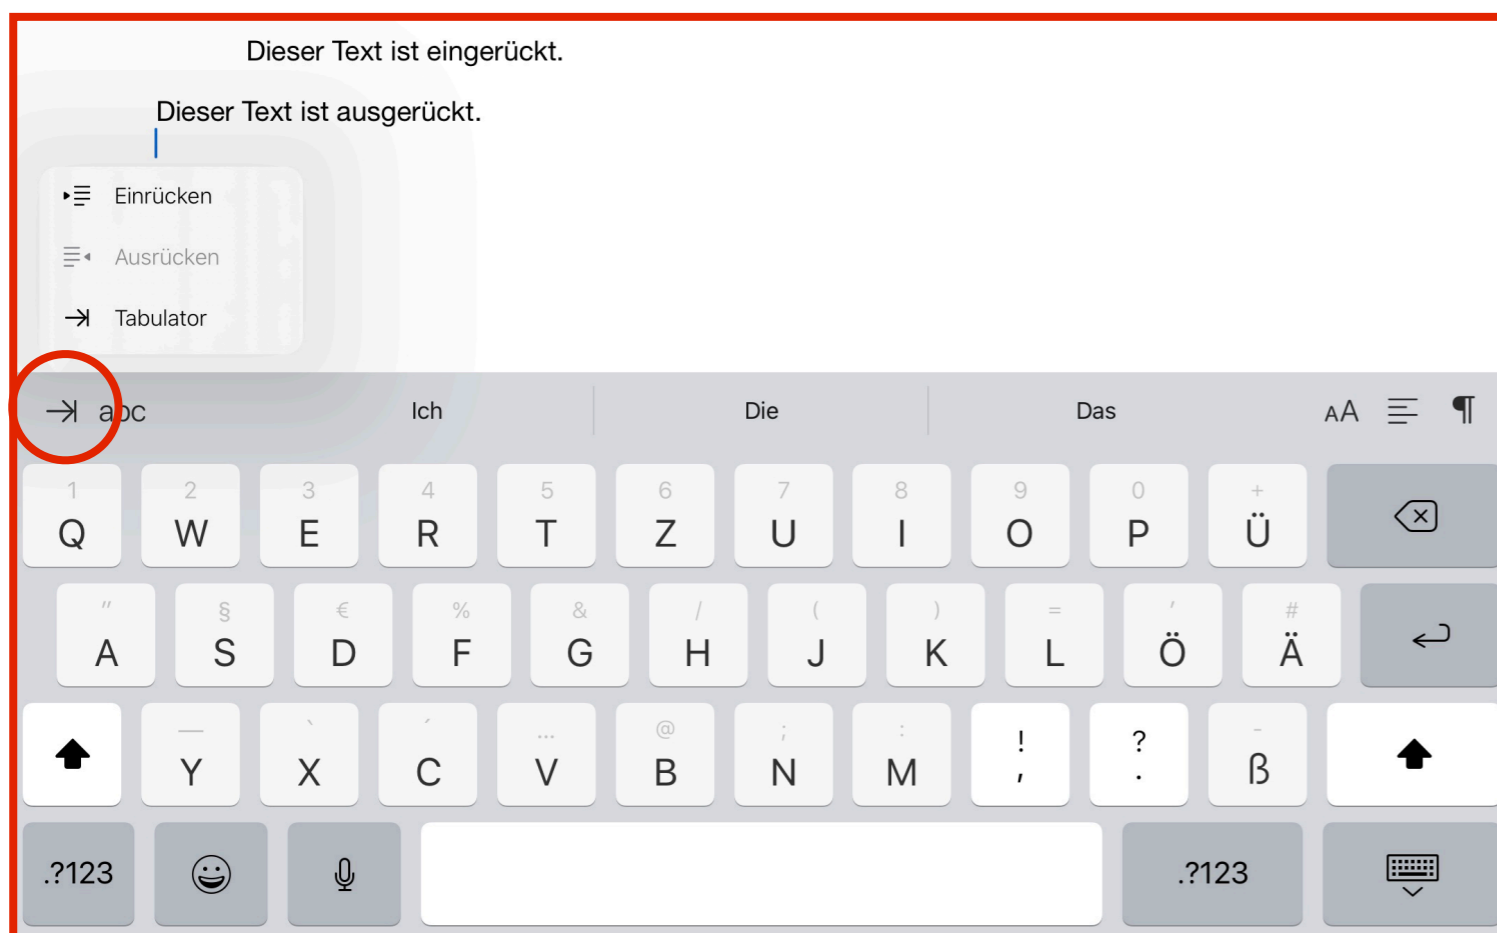 Dieser Text ist eingerückt.
Dieser Text ist ausgerückt.
Einrücken
Ausrücken
Tabulator
abc Ich Die Das AA ¶
1 2 3 4 5 6 7 8 9 0 +
Q W E R T Z U I O P Ü
" § € % & / ( ) = ' #
A S D F G H J K L Ö Ä
— ` ´ ... @ ; : ! ? -
Y X C V B N M , . ß
.?123 .?123